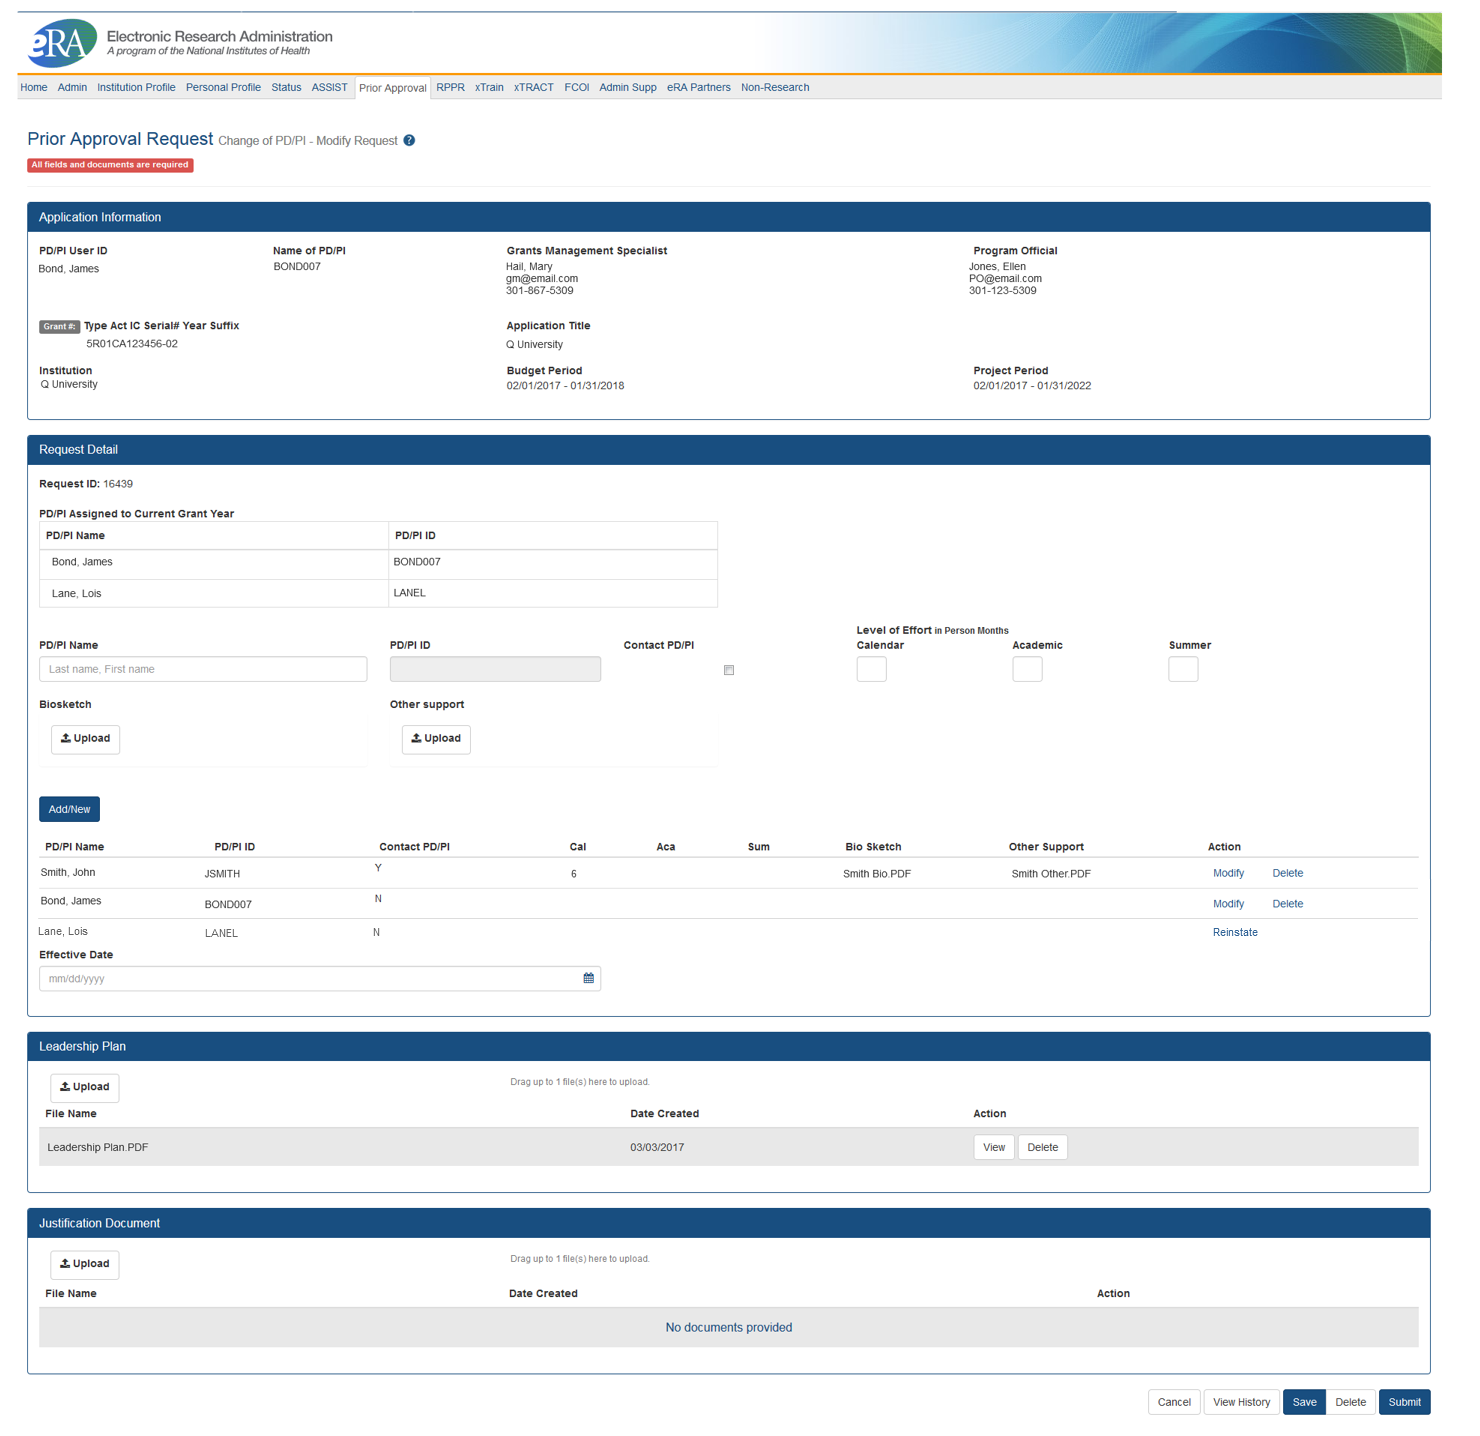 eRA Electronic Research Administration
A program of the National Institutes of Health
Home Admin Institution Profile Personal Profile Status ASSIST Prior Approval RPPR xTrain xTRACT FCOI Admin Supp eRA Partners Non-Research
Prior Approval Request Change of PD/PI - Modify Request ?
All fields and documents are required
Application Information
PD/PI User ID Name of PD/PI Grants Management Specialist Program Official
Bond, James BOND007 Hail, Mary Jones, Ellen
gm@email.com PO@email.com
301-867-5309 301-123-5309
Grant #: Type Act IC Serial# Year Suffix Application Title
5R01CA123456-02 Q University
Institution Budget Period Project Period
Q University 02/01/2017 - 01/31/2018 02/01/2017 - 01/31/2022
Request Detail
Request ID: 16439
PD/PI Assigned to Current Grant Year
PD/PI Name PD/PI ID
Bond, James BOND007
Lane, Lois LANEL
Level of Effort in Person Months
PD/PI Name PD/PI ID Contact PD/PI Calendar Academic Summer
Last name, First name
Biosketch Other support
Upload Upload
Add/New
PD/PI Name PD/PI ID Contact PD/PI Cal Aca Sum Bio Sketch Other Support Action
Smith, John JSMITH Y 6 Smith Bio.PDF Smith Other.PDF Modify Delete
Bond, James BOND007 N Modify Delete
Lane, Lois LANEL N Reinstate
Effective Date
mm/dd/yyyy
Leadership Plan
Upload Drag up to 1 file(s) here to upload.
File Name Date Created Action
Leadership Plan.PDF 03/03/2017 View Delete
Justification Document
Upload Drag up to 1 file(s) here to upload.
File Name Date Created Action
No documents provided
Cancel View History Save Delete Submit